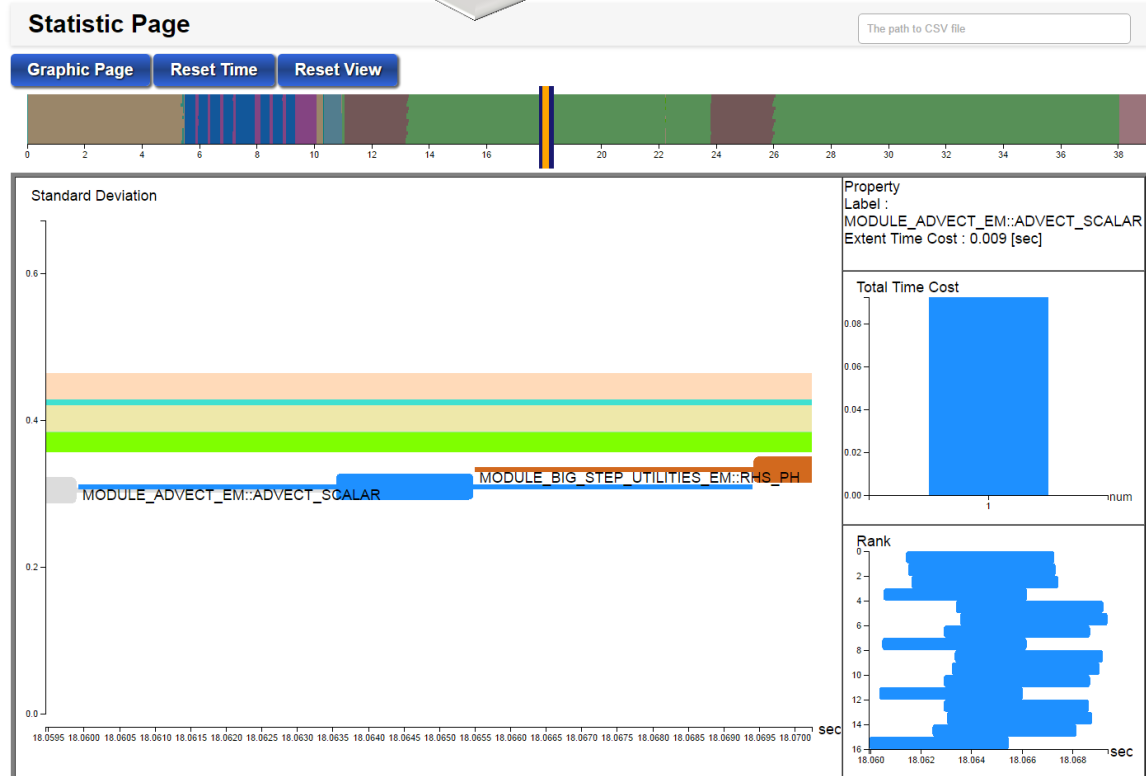 Statistic Page
The path to CSV file
Graphic Page Reset Time Reset View
0 2 4 6 8 10 12 14 16 20 22 24 26 28 30 32 34 36 38
Standard Deviation
0.6
0.4
0.2
0.0
MODULE_ADVECT_EM::ADVECT_SCALAR
MODULE_BIG_STEP_UTILITIES_EM::RHS_PH
18.0595 18.0600 18.0605 18.0610 18.0615 18.0620 18.0625 18.0630 18.0635 18.0640 18.0645 18.0650 18.0655 18.0660 18.0665 18.0670 18.0675 18.0680 18.0685 18.0690 18.0695 18.0700 sec
Property
Label :
MODULE_ADVECT_EM::ADVECT_SCALAR
Extent Time Cost : 0.009 [sec]
Total Time Cost
0.08
0.06
0.04
0.02
0.00
1
num
Rank
0
2
4
6
8
10
12
14
16
18.060 18.062 18.064 18.066 18.068 sec